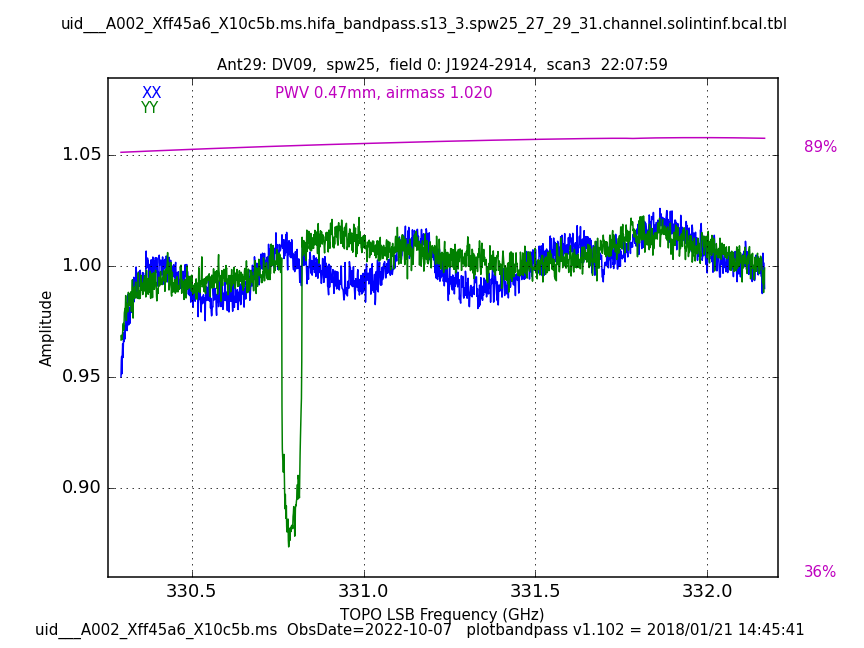 uid___A002_Xff45a6_X10c5b.ms.hifa_bandpass.s13_3.spw25_27_29_31.channel.solintinf.bcal.tbl
Ant29: DV09,  spw25,  field 0: J1924-2914,  scan3  22:07:59
XX
PWV 0.47mm, airmass 1.020
YY
89%
1.05
1.00
0.95
0.90
Amplitude
36%
330.5
331.0
331.5
332.0
TOPO LSB Frequency (GHz)
uid___A002_Xff45a6_X10c5b.ms  ObsDate=2022-10-07   plotbandpass v1.102 = 2018/01/21 14:45:41